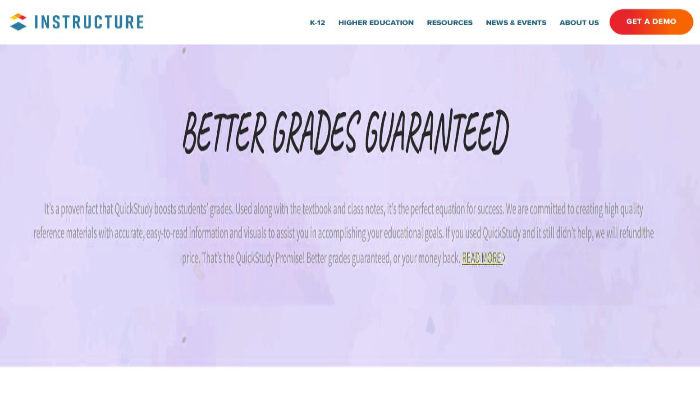 INSTRUCTURE
K-12 HIGHER EDUCATION RESOURCES NEWS & EVENTS ABOUT US GET A DEMO
BETTER GRADES GUARANTEED
It's a proven fact that QuickStudy boosts students' grades. Used along with the textbook and class notes, it's the perfect equation for success. We are committed to creating high quality
reference materials with accurate, easy-to-read information and visuals to assist you in accomplishing your educational goals. If you used QuickStudy and it still didn't help, we will refund the
price. That's the QuickStudy Promise! Better grades guaranteed, or your money back. READ MORE>